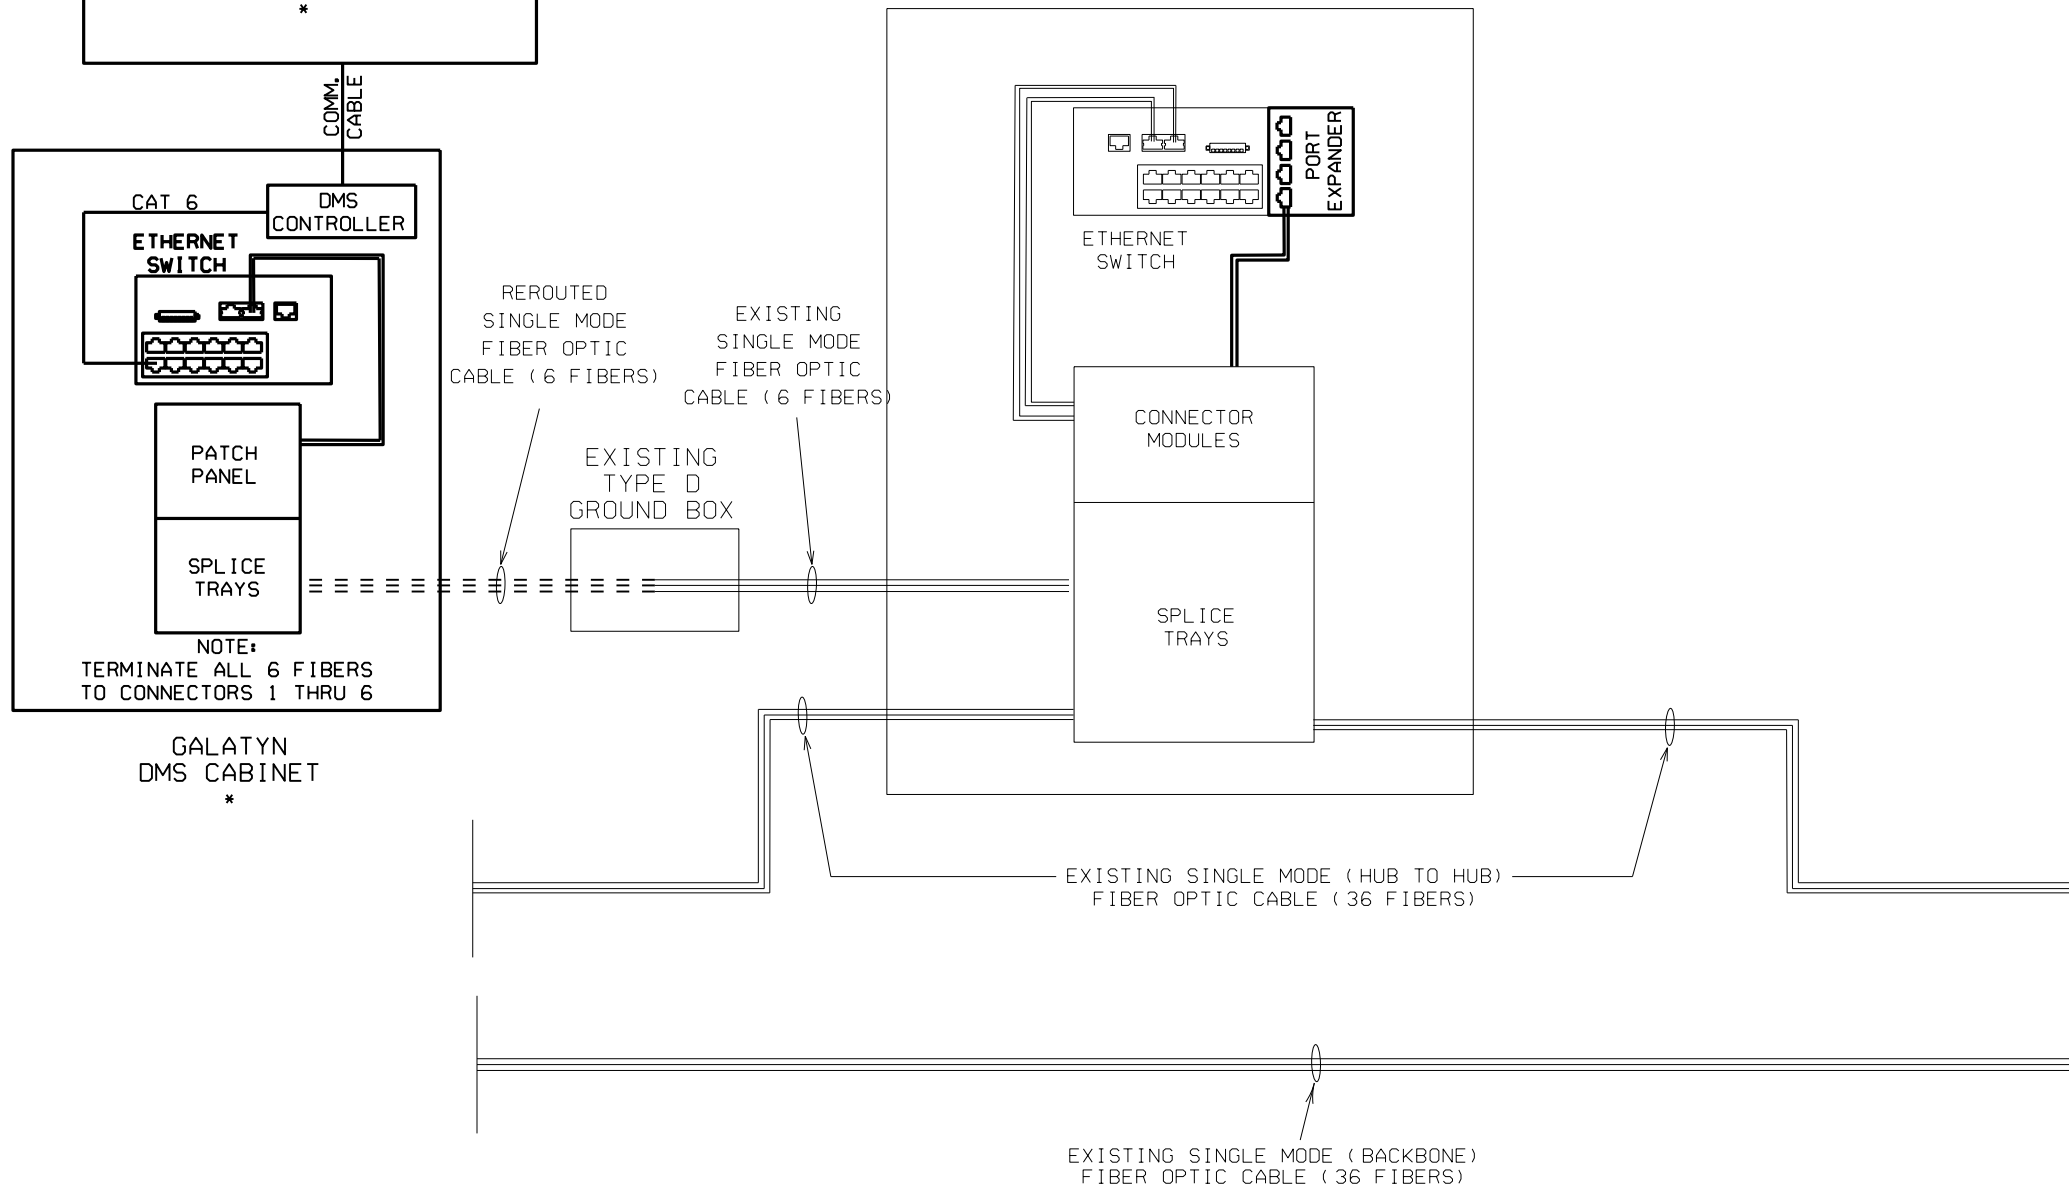 *
COMM.
CABLE
CAT 6
DMS
CONTROLLER
ETHERNET
SWITCH
PATCH
PANEL
SPLICE
TRAYS
NOTE:
TERMINATE ALL 6 FIBERS
TO CONNECTORS 1 THRU 6
GALATYN
DMS CABINET
*
REROUTED
SINGLE MODE
FIBER OPTIC
CABLE (6 FIBERS)
EXISTING
SINGLE MODE
FIBER OPTIC
CABLE (6 FIBERS)
EXISTING
TYPE D
GROUND BOX
PORT
EXPANDER
ETHERNET
SWITCH
CONNECTOR
MODULES
SPLICE
TRAYS
EXISTING SINGLE MODE (HUB TO HUB)
FIBER OPTIC CABLE (36 FIBERS)
EXISTING SINGLE MODE (BACKBONE)
FIBER OPTIC CABLE (36 FIBERS)